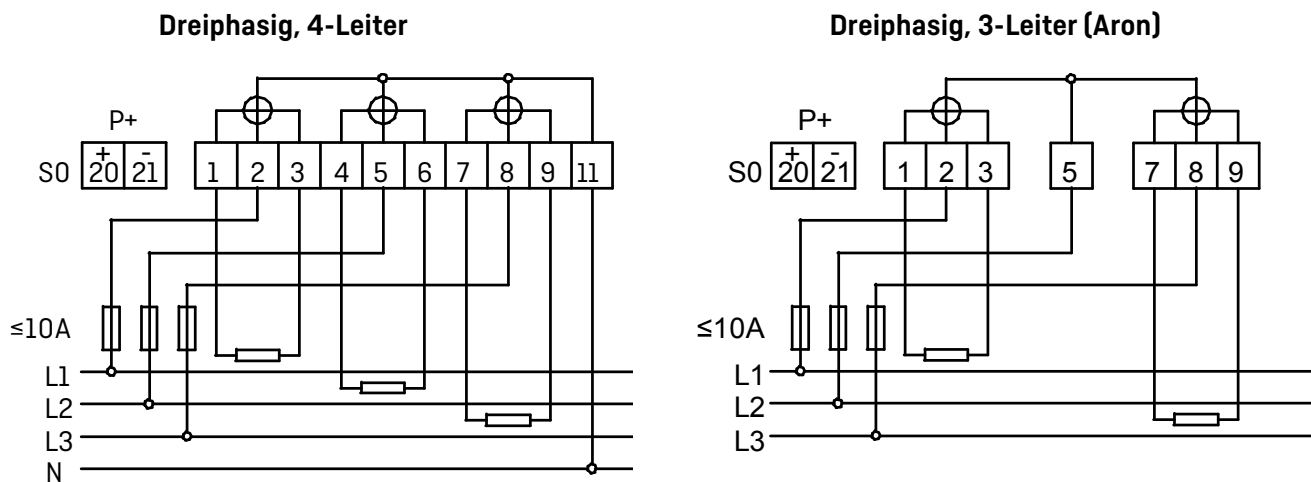 Dreiphasig, 4-Leiter
P+
+ -
S0 20 21 1 2 3 4 5 6 7 8 9 11
≤10A
L1
L2
L3
N
Dreiphasig, 3-Leiter (Aron)
P+
+ -
S0 20 21 1 2 3 5 7 8 9
≤10A
L1
L2
L3